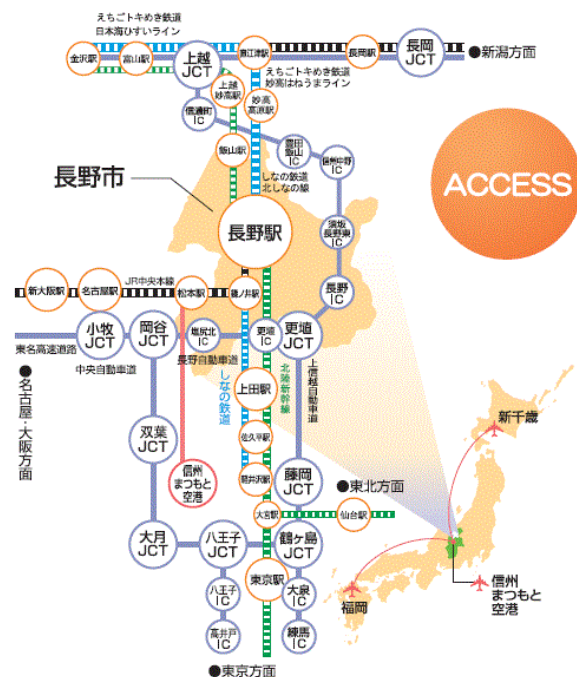 えちごトキめき鉄道
日本海ひすいライン
金沢駅
富山駅
上越
JCT
直江津駅
長岡駅
長岡
JCT
●新潟方面
えちごトキめき鉄道
妙高はねうまライン
上越
妙高駅
妙高
高原駅
信濃町
IC
豊田
飯山
IC
信州中野
IC
飯山駅
しなの鉄道
北しなの線
ACCESS
長野市
長野駅
須坂
長野東
IC
長野
IC
JR中央本線
新大阪駅
名古屋駅
松本駅
篠ノ井駅
小牧
JCT
岡谷
JCT
塩尻北
IC
更埴
IC
更埴
JCT
東名高速道路
中央自動車道
長野自動車道
しなの鉄道
北陸新幹線
上信越自動車道
●名古屋・大阪方面
上田駅
双葉
JCT
佐久平駅
信州
まつもと
空港
軽井沢駅
藤岡
JCT
●東北方面
大宮駅
仙台駅
大月
JCT
八王子
JCT
鶴ヶ島
JCT
東京駅
八王子
IC
大泉
IC
高井戸
IC
練馬
IC
●東京方面
新千歳
福岡
信州
まつもと
空港